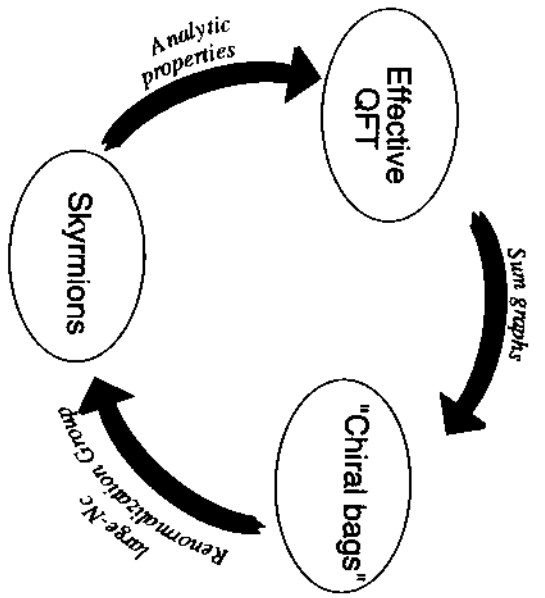 Analytic
properties
Effective
QFT
Sum graphs
"Chiral bags"
large-Nc
Renormalization Group
Skyrmions